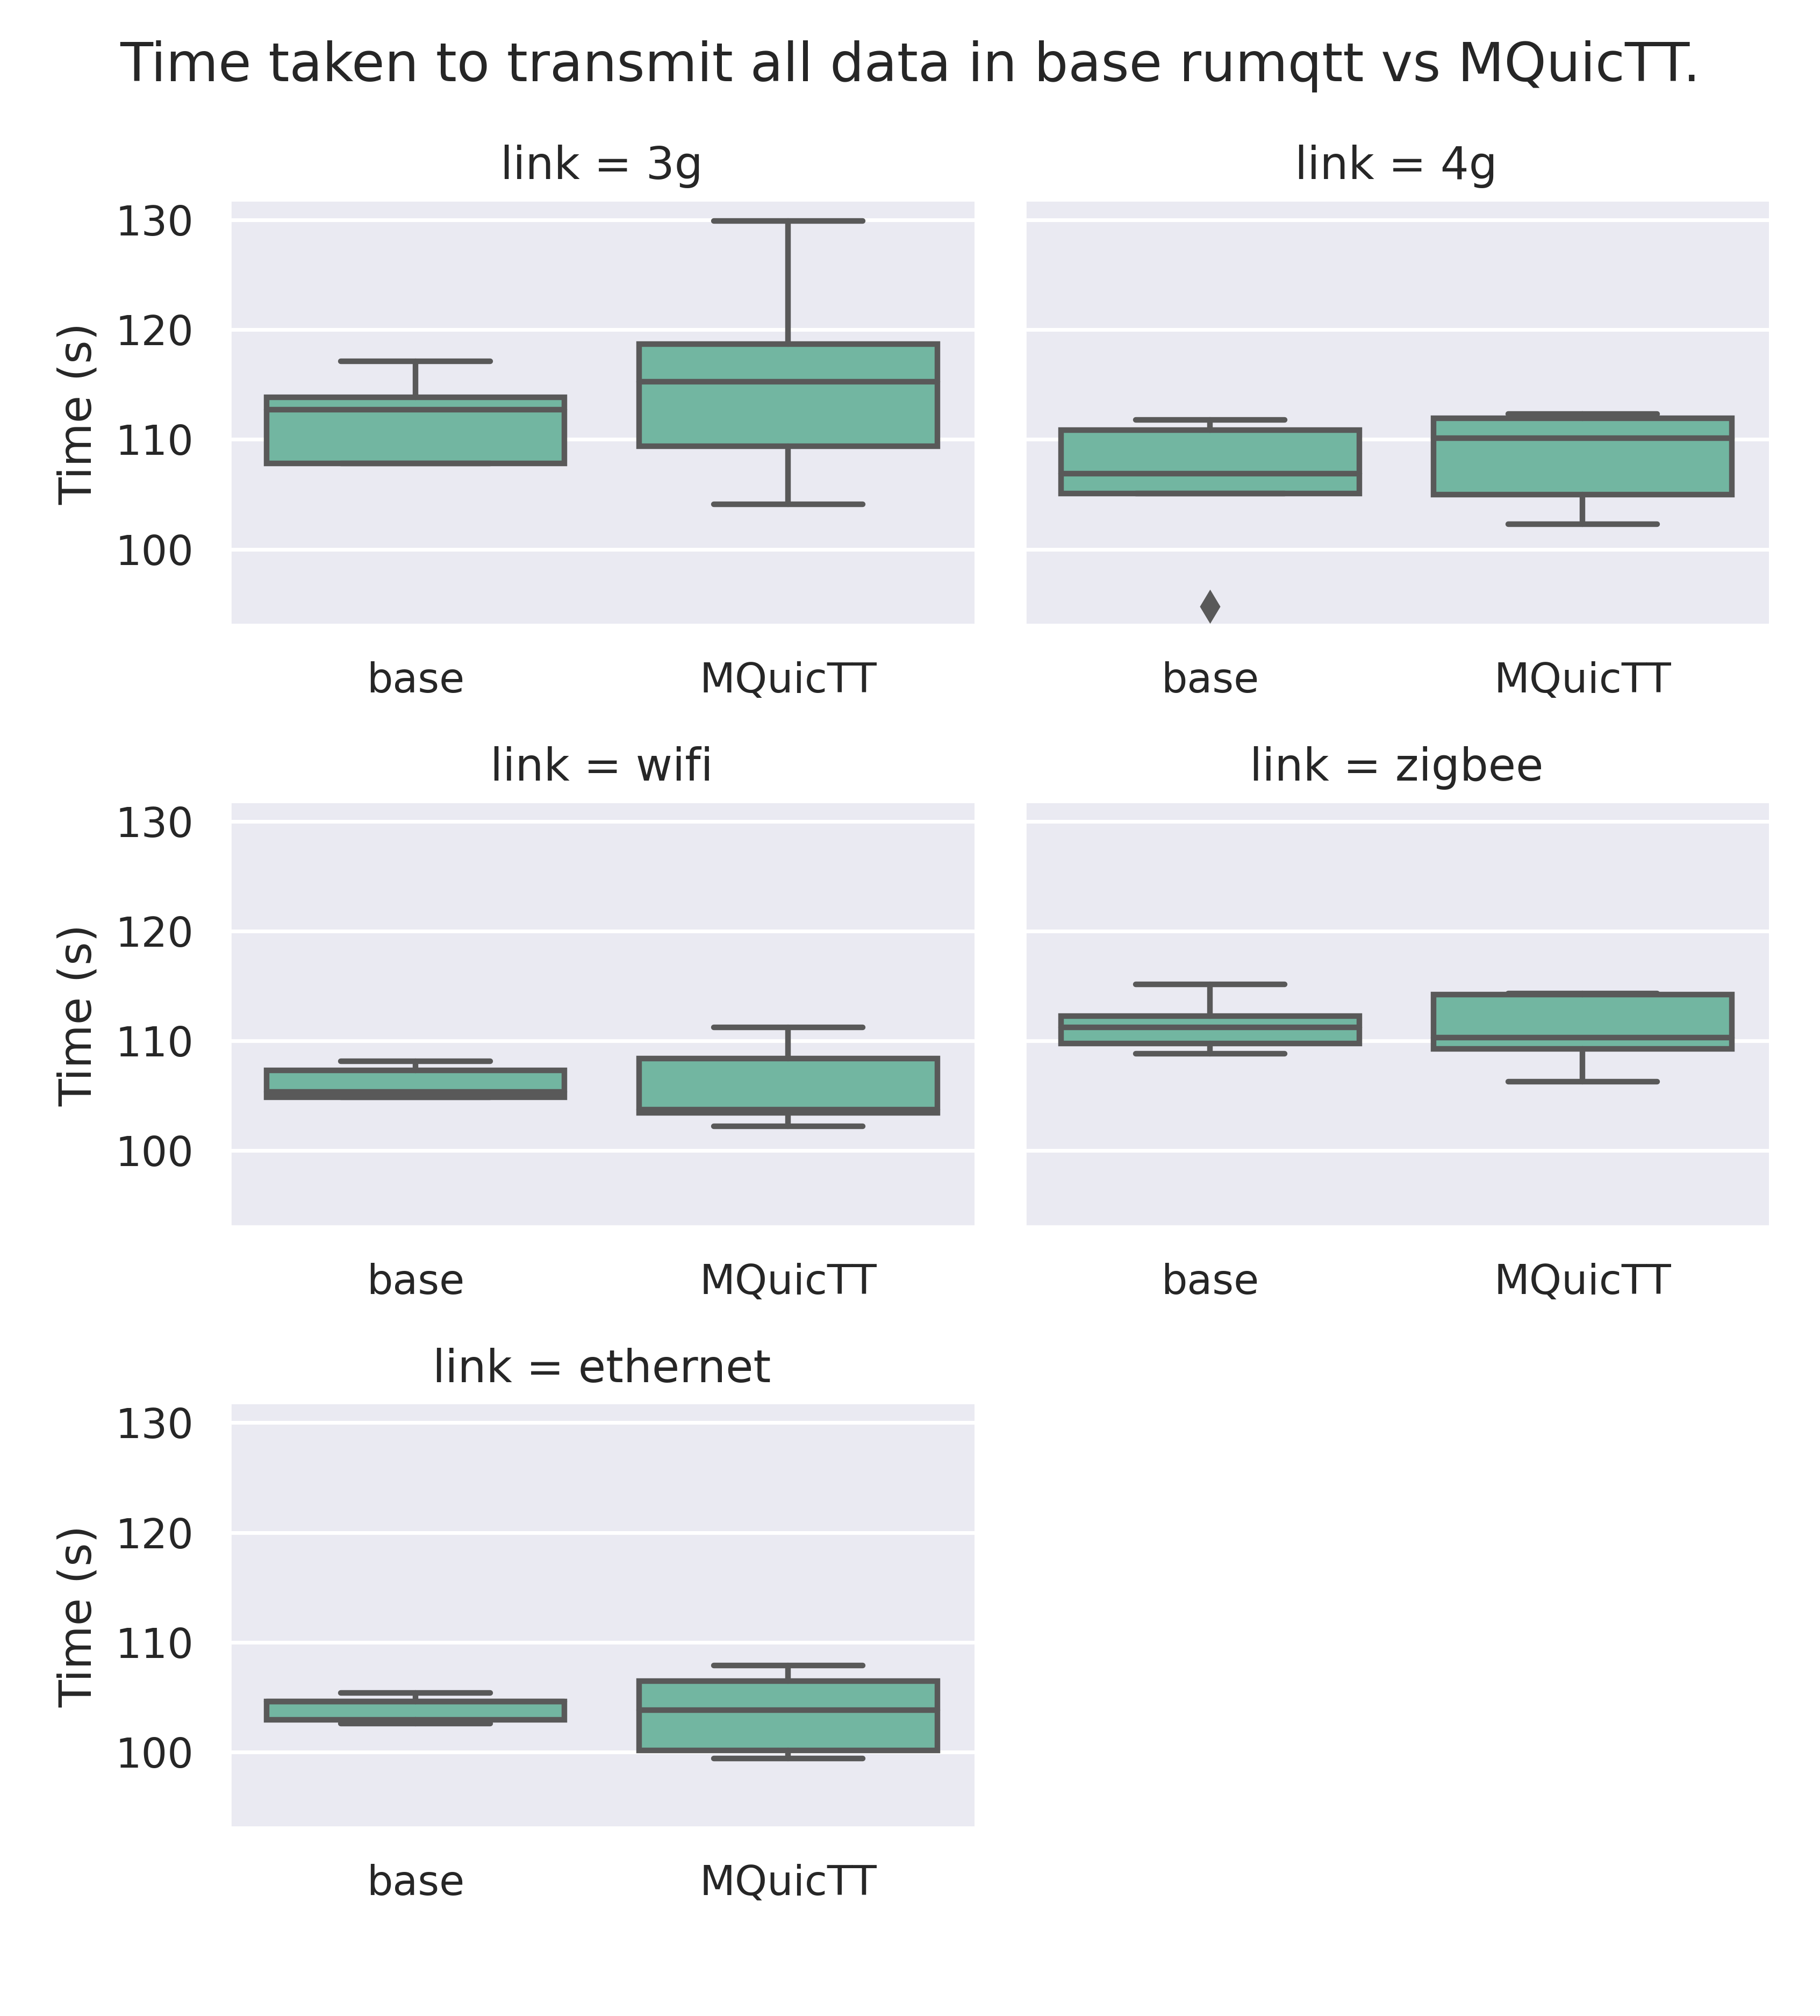 Time taken to transmit all data in base rumqtt vs MQuicTT.
link = 3g
link = 4g
130
120
110
100
Time (s)
base
MQuicTT
base
MQuicTT
link = wifi
link = zigbee
130
120
110
100
Time (s)
base
MQuicTT
base
MQuicTT
link = ethernet
130
120
110
100
Time (s)
base
MQuicTT